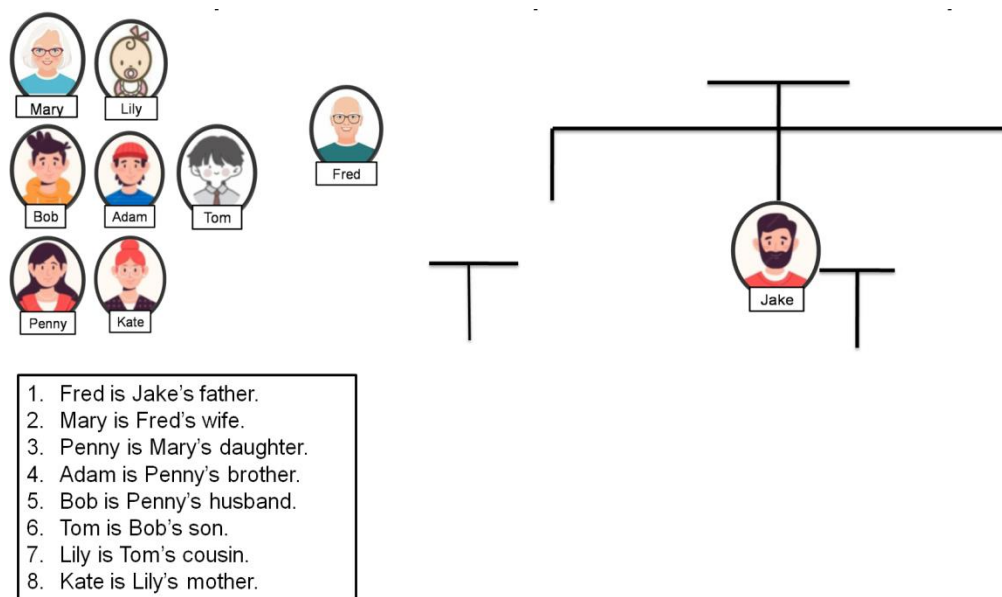 Mary
Lily
Fred
Bob
Adam
Tom
Penny
Kate
Jake
1. Fred is Jake's father.
2. Mary is Fred's wife.
3. Penny is Mary's daughter.
4. Adam is Penny's brother.
5. Bob is Penny's husband.
6. Tom is Bob's son.
7. Lily is Tom's cousin.
8. Kate is Lily's mother.